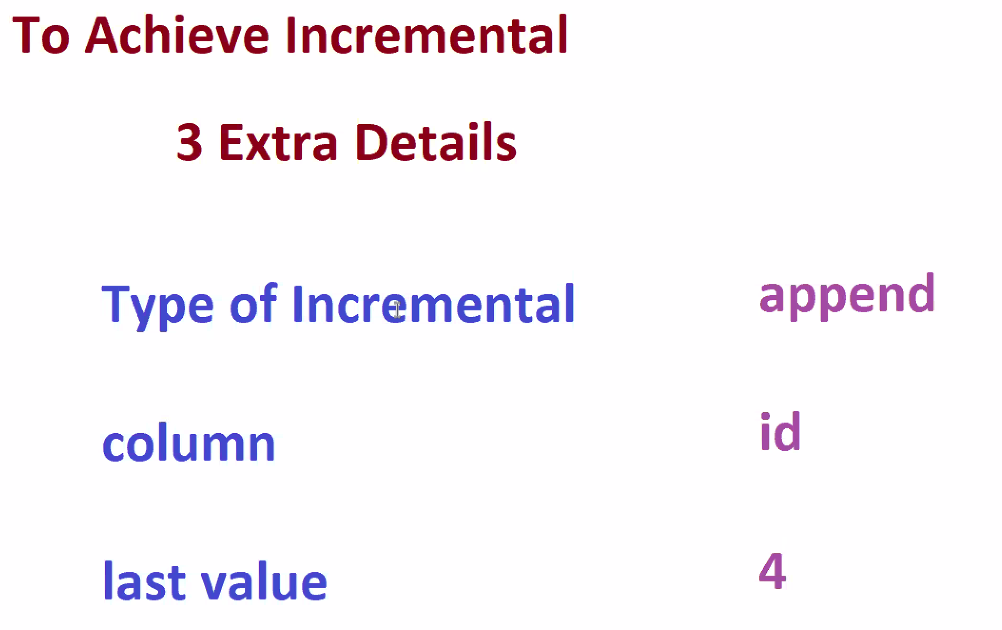 To Achieve Incremental
3 Extra Details
Type of Incremental append
column id
last value 4